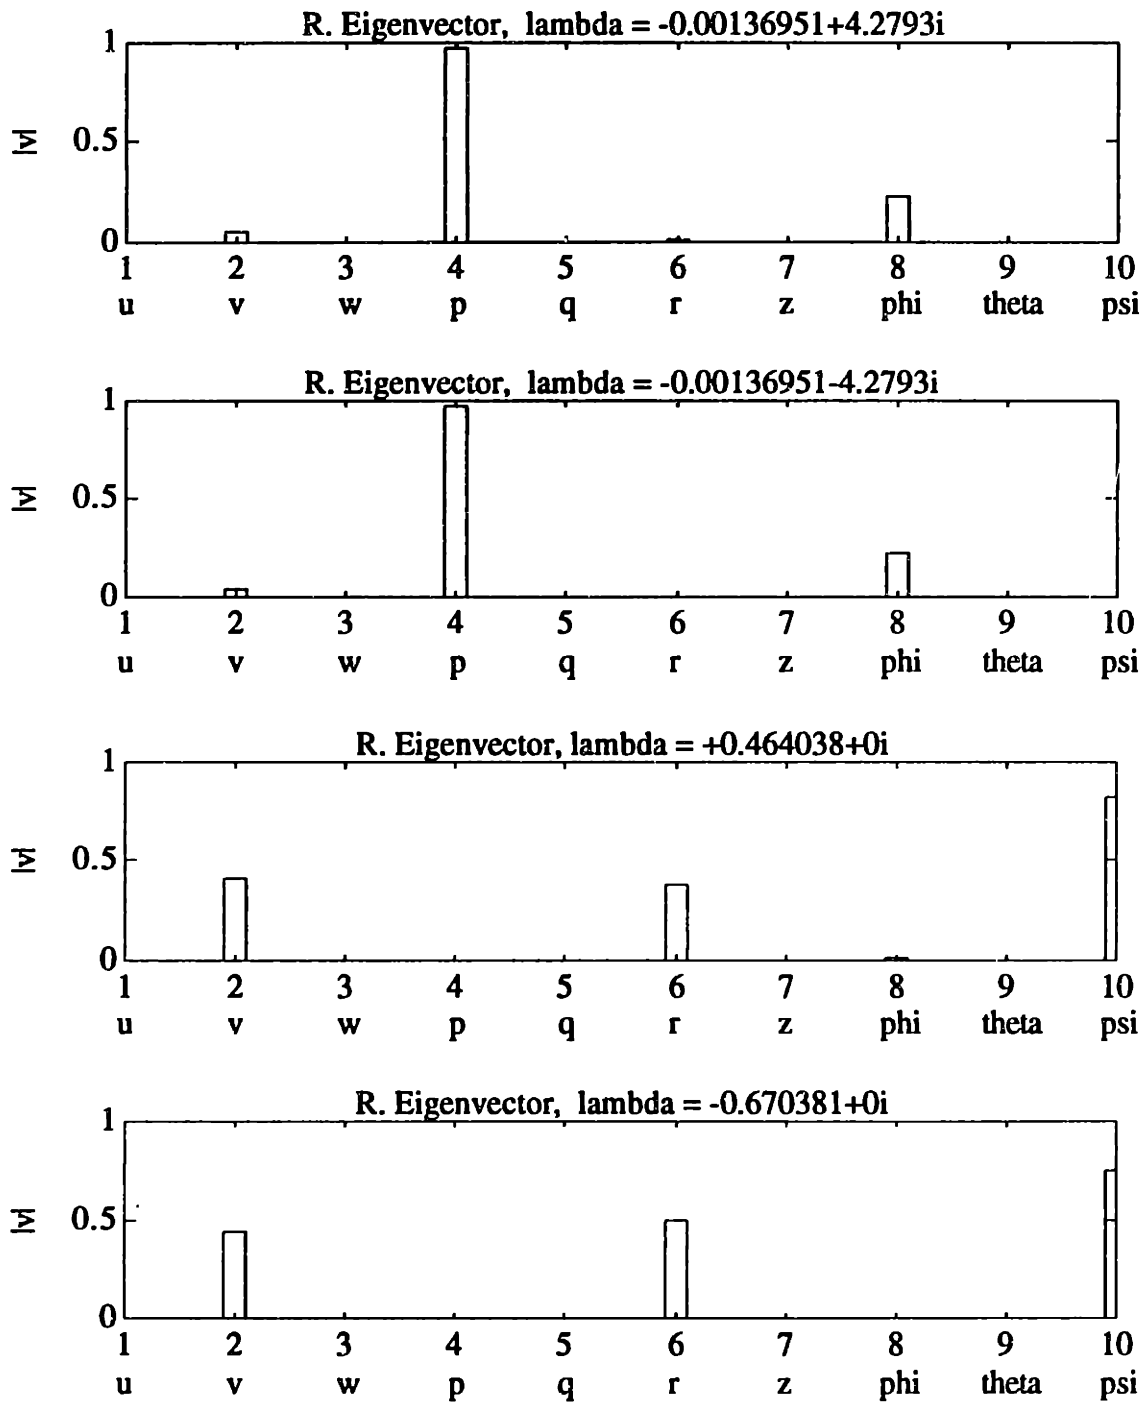 R. Eigenvector, lambda = -0.00136951+4.2793i
1
0.5
0
|v|
1 2 3 4 5 6 7 8 9 10
u v w p q r z phi theta psi
R. Eigenvector, lambda = -0.00136951-4.2793i
1
0.5
0
|v|
1 2 3 4 5 6 7 8 9 10
u v w p q r z phi theta psi
R. Eigenvector, lambda = +0.464038+0i
1
0.5
0
|v|
1 2 3 4 5 6 7 8 9 10
u v w p q r z phi theta psi
R. Eigenvector, lambda = -0.670381+0i
1
0.5
0
|v|
1 2 3 4 5 6 7 8 9 10
u v w p q r z phi theta psi